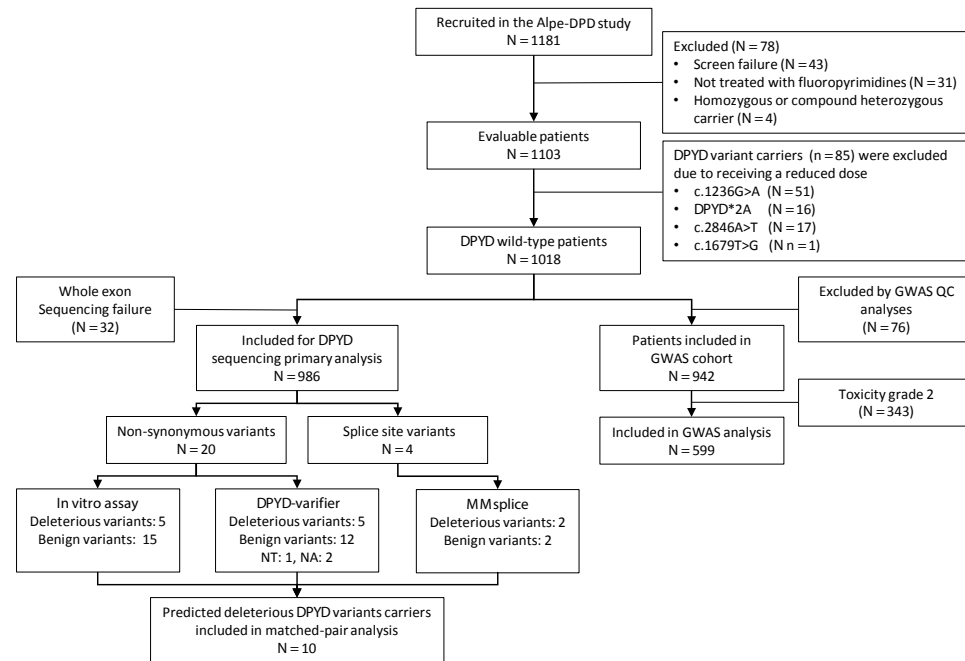 Recruited in the Alpe-DPD study
N = 1181
Excluded (N = 78)
• Screen failure (N = 43)
• Not treated with fluoropyrimidines (N = 31)
• Homozygous or compound heterozygous
carrier (N = 4)
Evaluable patients
N = 1103
DPYD variant carriers (n = 85) were excluded
due to receiving a reduced dose
• c.1236G>A (N = 51)
• DPYD*2A (N = 16)
• c.2846A>T (N = 17)
• c.1679T>G (N n = 1)
DPYD wild-type patients
N = 1018
Whole exon
Sequencing failure
(N = 32)
Excluded by GWAS QC
analyses
(N = 76)
Included for DPYD
sequencing primary analysis
N = 986
Patients included in
GWAS cohort
N = 942
Toxicity grade 2
(N = 343)
Non-synonymous variants
N = 20
Splice site variants
N = 4
Included in GWAS analysis
N = 599
In vitro assay
Deleterious variants: 5
Benign variants: 15
DPYD-varifier
Deleterious variants: 5
Benign variants: 12
NT: 1, NA: 2
MMsplice
Deleterious variants: 2
Benign variants: 2
Predicted deleterious DPYD variants carriers
included in matched-pair analysis
N = 10